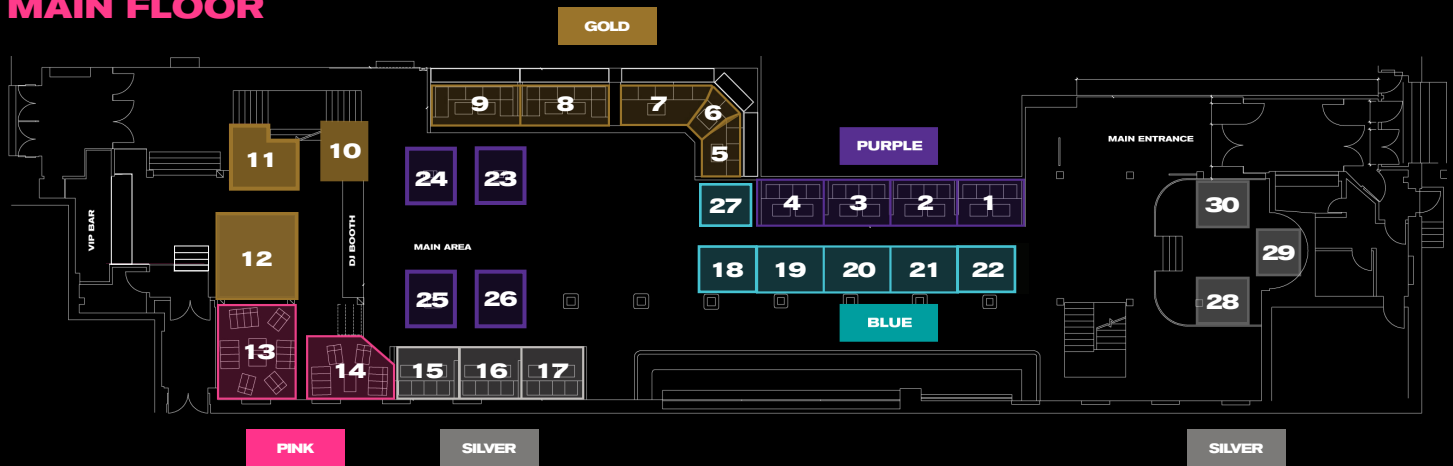 MAIN FLOOR
GOLD
9
8
7
6
5
11
10
PURPLE
MAIN ENTRANCE
24
23
27
4
3
2
1
30
VIP BAR
DJ BOOTH
MAIN AREA
12
29
18
19
20
21
22
25
26
28
BLUE
13
14
15
16
17
PINK
SILVER
SILVER